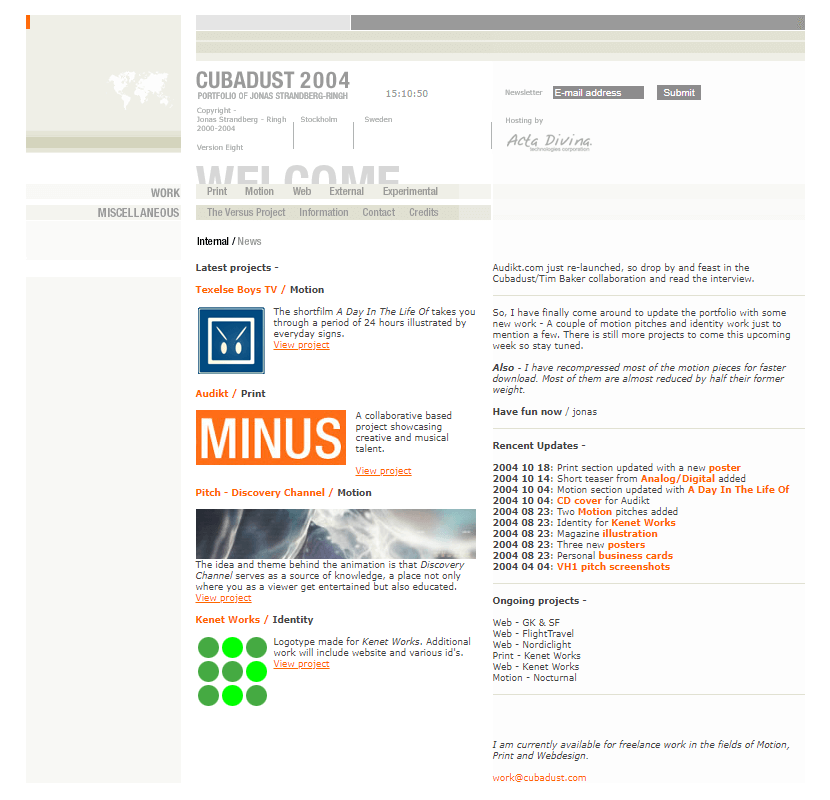 CUBADUST 2004
PORTFOLIO OF JONAS STRANDBERG-RINGH
15:10:50
Newsletter
E-mail address
Submit
Copyright -
Jonas Strandberg - Ringh
2000-2004
Stockholm
Sweden
Version Eight
Hosting by
Acta Divina.
technologies corporation.
WELCOME
WORK
Print
Motion
Web
External
Experimental
MISCELLANEOUS
The Versus Project
Information
Contact
Credits
Internal / News
Latest projects -
Texelse Boys TV / Motion
The shortfilm A Day In The Life Of takes you
through a period of 24 hours illustrated by
everyday signs.
View project
Audikt / Print
MINUS
A collaborative based
project showcasing
creative and musical
talent.
View project
Pitch - Discovery Channel / Motion
The idea and theme behind the animation is that Discovery
Channel serves as a source of knowledge, a place not only
where you as a viewer get entertained but also educated.
View project
Kenet Works / Identity
Logotype made for Kenet Works. Additional
work will include website and various id's.
View project
Audikt.com just re-launched, so drop by and feast in the
Cubadust/Tim Baker collaboration and read the interview.
So, I have finally come around to update the portfolio with some
new work - A couple of motion pitches and identity work just to
mention a few. There is still more projects to come this upcoming
week so stay tuned.
Also - I have recompressed most of the motion pieces for faster
download. Most of them are almost reduced by half their former
weight.
Have fun now / jonas
Rencent Updates -
2004 10 18: Print section updated with a new poster
2004 10 14: Short teaser from Analog/Digital added
2004 10 04: Motion section updated with A Day In The Life Of
2004 10 04: CD cover for Audikt
2004 08 23: Two Motion pitches added
2004 08 23: Identity for Kenet Works
2004 08 23: Magazine illustration
2004 08 23: Three new posters
2004 08 23: Personal business cards
2004 04 04: VH1 pitch screenshots
Ongoing projects -
Web - GK & SF
Web - FlightTravel
Web - Nordiclight
Print - Kenet Works
Web - Kenet Works
Motion - Nocturnal
I am currently available for freelance work in the fields of Motion,
Print and Webdesign.
work@cubadust.com